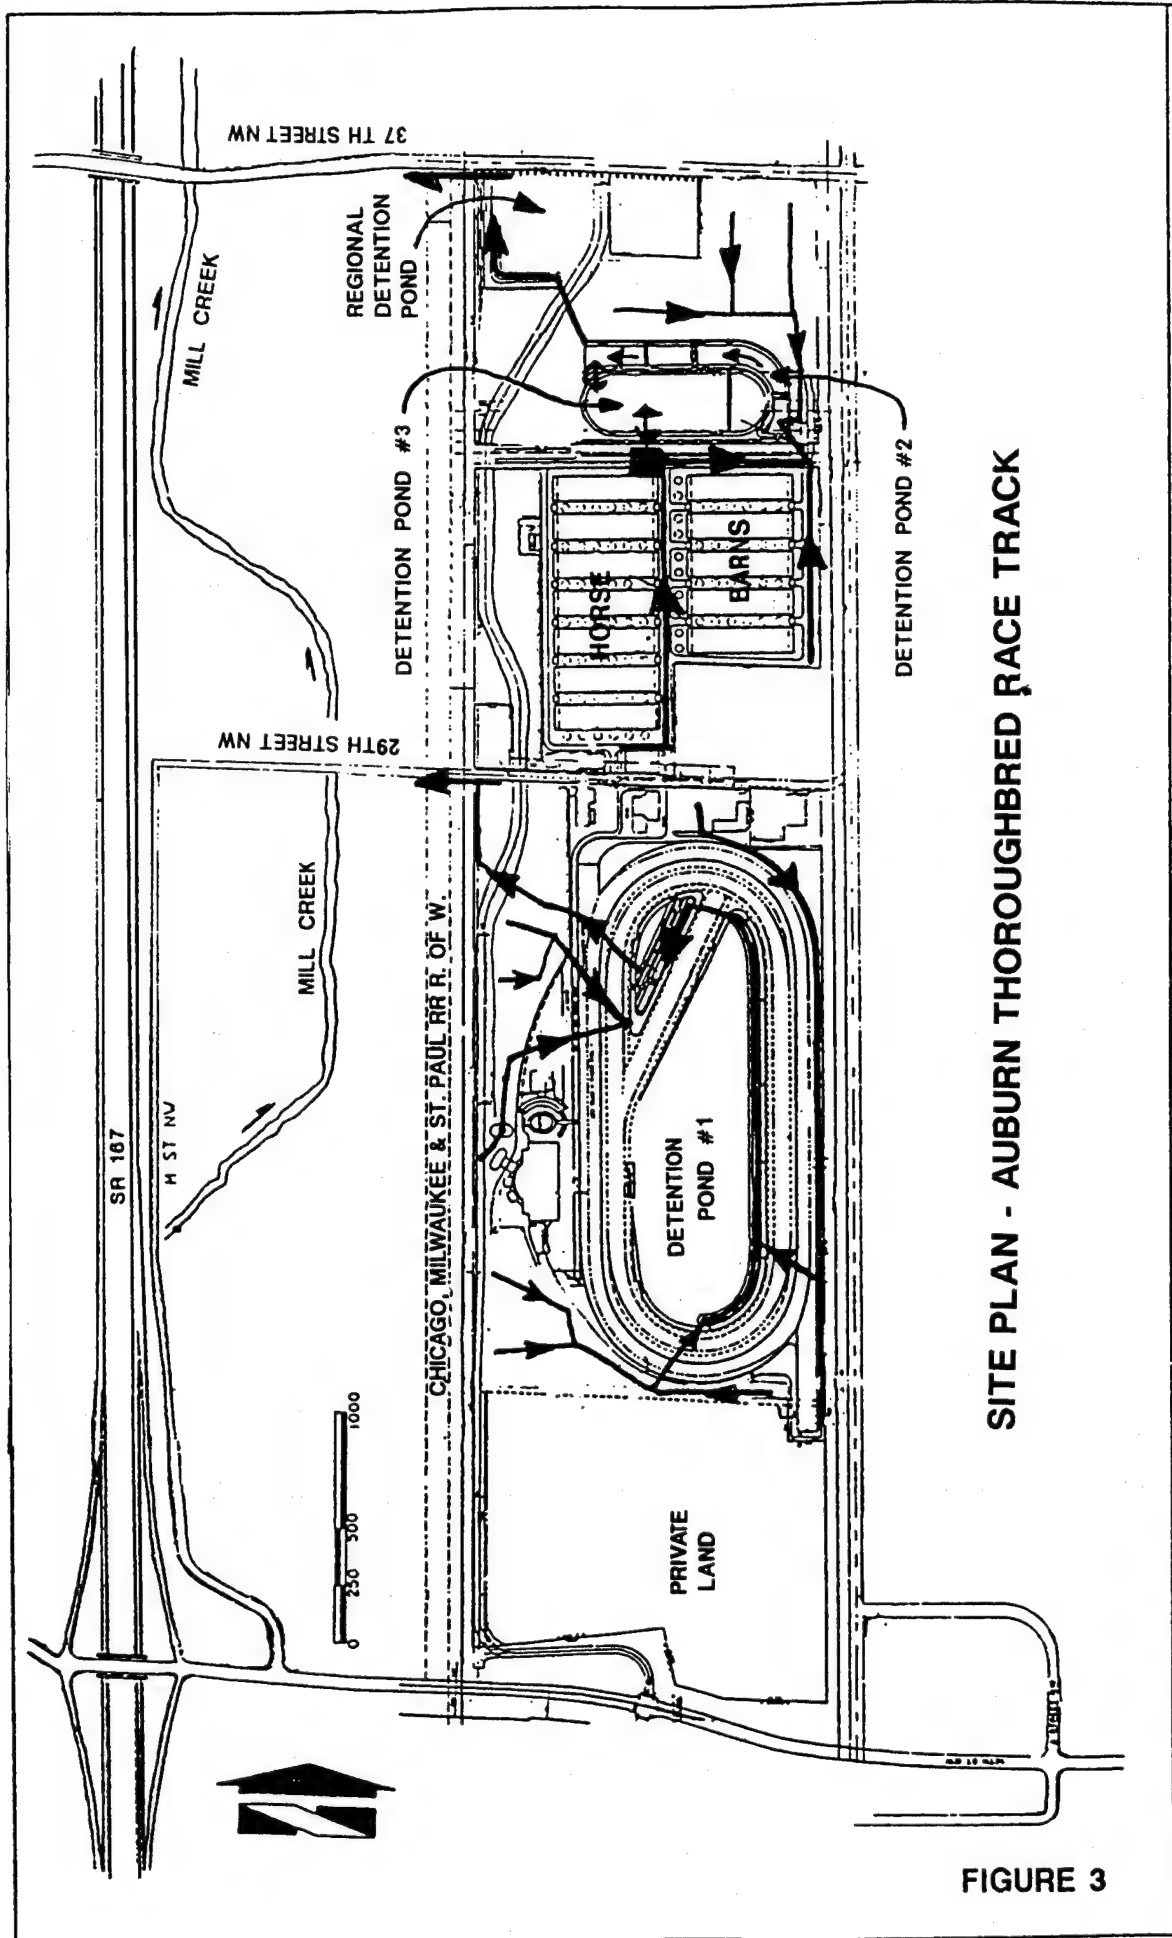 37 TH STREET NW
MILL CREEK
REGIONAL
DETENTION
POND
DETENTION POND #3
DETENTION POND #2
HORSE
BARNS
29TH STREET NW
MILL CREEK
CHICAGO, MILWAUKEE & ST. PAUL RR R. OF W.
SR 167
H ST NW
DETENTION
POND #1
PRIVATE
LAND
0 250 500 1000
N
SITE PLAN - AUBURN THOROUGHBRED RACE TRACK
FIGURE 3